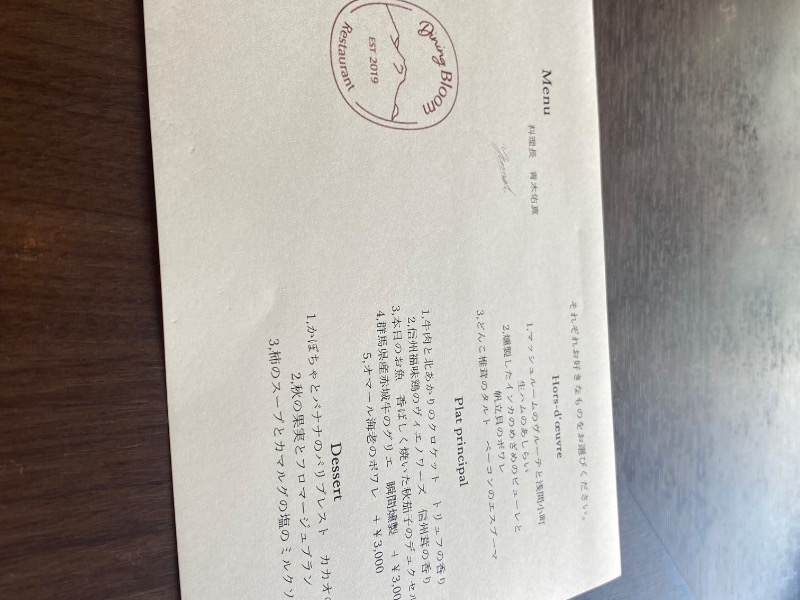 Dining Bloom
EST 2019
Restaurant
Menu
料理長 青木佑真
それぞれお好きなものをお選びください。
Hors-d'œuvre
1,マッシュルームのヴルーテと浅間小町
生ハムのあしらい
2,燻製したインカのめざめのピューレと
帆立貝のポワレ
3,どんこ椎茸のタルト ベーコンのエスプーマ
Plat principal
1,牛肉と北あかりのクロケット トリュフの香り
2,信州福味鶏のヴィエノワーズ 信州茸の香り
3,本日のお魚 香ばしく焼いた秋茄子のデュクセル
4,群馬県産赤城牛のグリエ 瞬間燻製 +¥3,00
5,オマール海老のポワレ +¥3,000
Dessert
1,かぼちゃとバナナのパリブレスト カカオ
2,秋の果実とフロマージュブラン
3,柿のスープとカマルグの塩のミルクソ